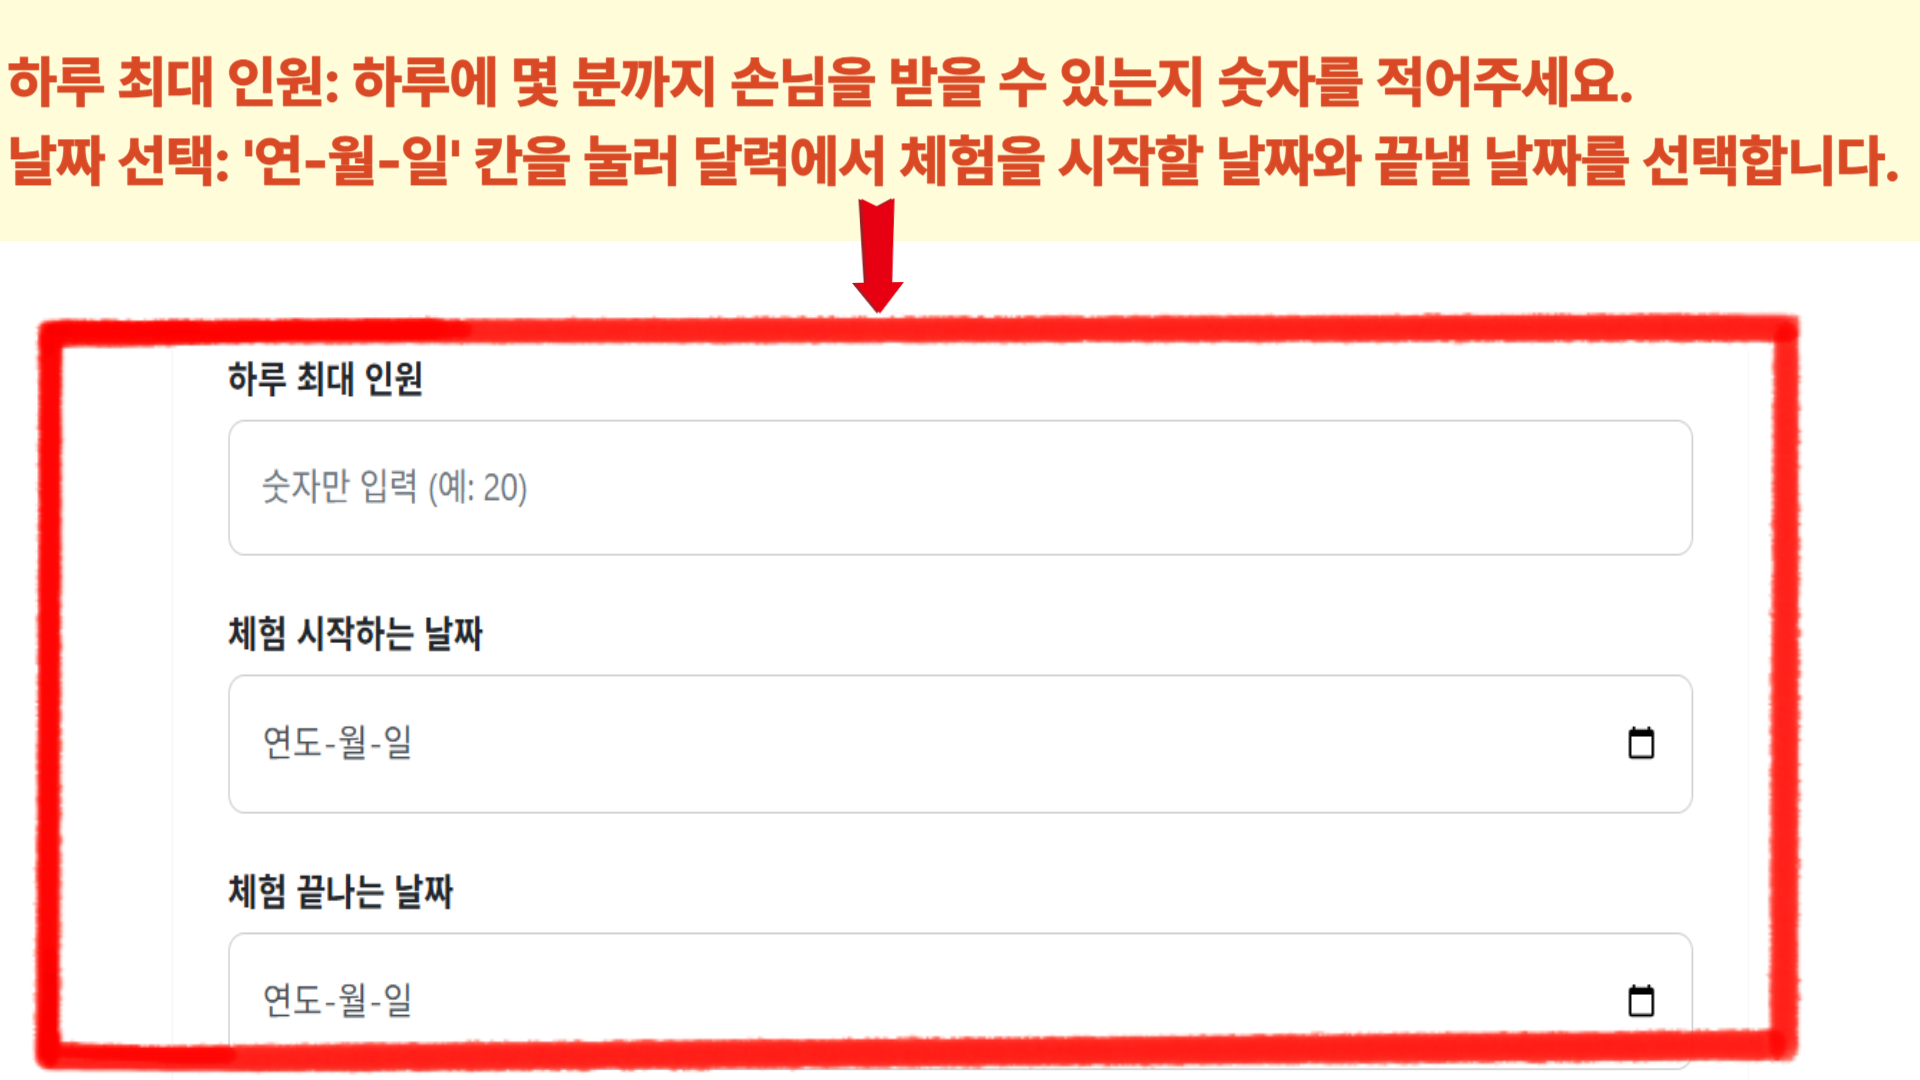 하루 최대 인원: 하루에 몇 분까지 손님을 받을 수 있는지 숫자를 적어주세요.
날짜 선택: '연-월-일' 칸을 눌러 달력에서 체험을 시작할 날짜와 끝낼 날짜를 선택합니다.
하루 최대 인원
숫자만 입력 (예: 20)
체험 시작하는 날짜
연도-월-일
체험 끝나는 날짜
연도-월-일